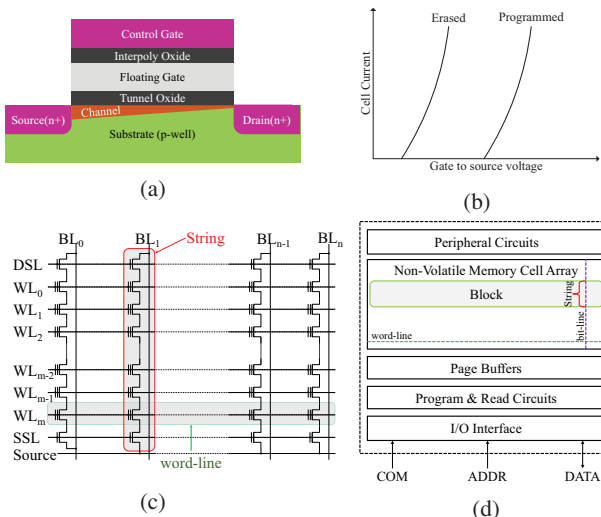 Control Gate
Interpoly Oxide
Floating Gate
Tunnel Oxide
Source(n+)
Channel
Drain(n+)
Substrate (p-well)
(a)
Erased
Programmed
Cell Current
Gate to source voltage
(b)
BL0
BL1
String
BLn-1
BLn
DSL
WL0
WL1
WL2
WLm-2
WLm-1
WLm
SSL
Source
word-line
(c)
Peripheral Circuits
Non-Volatile Memory Cell Array
Block
String
bit-line
word-line
Page Buffers
Program & Read Circuits
I/O Interface
COM
ADDR
DATA
(d)